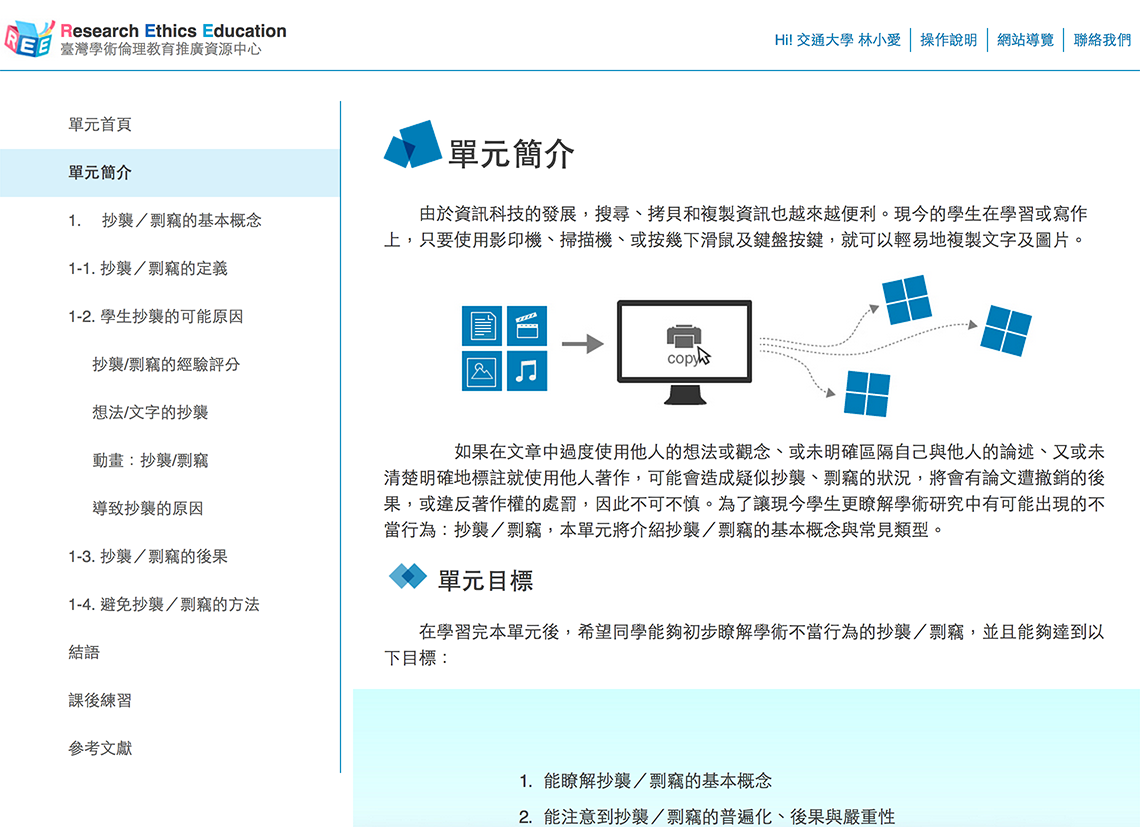 Research Ethics Education
臺灣學術倫理教育推廣資源中心
Hi! 交通大學 林小愛
操作說明
網站導覽
聯絡我們
單元首頁
單元簡介
1. 抄襲／剽竊的基本概念
1-1. 抄襲／剽竊的定義
1-2. 學生抄襲的可能原因
抄襲/剽竊的經驗評分
想法/文字的抄襲
動畫：抄襲/剽竊
導致抄襲的原因
1-3. 抄襲／剽竊的後果
1-4. 避免抄襲／剽竊的方法
結語
課後練習
參考文獻
單元簡介
由於資訊科技的發展，搜尋、拷貝和複製資訊也越來越便利。現今的學生在學習或寫作
上，只要使用影印機、掃描機、或按幾下滑鼠及鍵盤按鍵，就可以輕易地複製文字及圖片。
copy
如果在文章中過度使用他人的想法或觀念、或未明確區隔自己與他人的論述、又或未
清楚明確地標註就使用他人著作，可能會造成疑似抄襲、剽竊的狀況，將會有論文遭撤銷的後
果，或違反著作權的處罰，因此不可不慎。為了讓現今學生更瞭解學術研究中有可能出現的不
當行為：抄襲／剽竊，本單元將介紹抄襲／剽竊的基本概念與常見類型。
單元目標
在學習完本單元後，希望同學能夠初步瞭解學術不當行為的抄襲／剽竊，並且能夠達到以
下目標：
1. 能瞭解抄襲／剽竊的基本概念
2. 能注意到抄襲／剽竊的普遍化、後果與嚴重性
REE